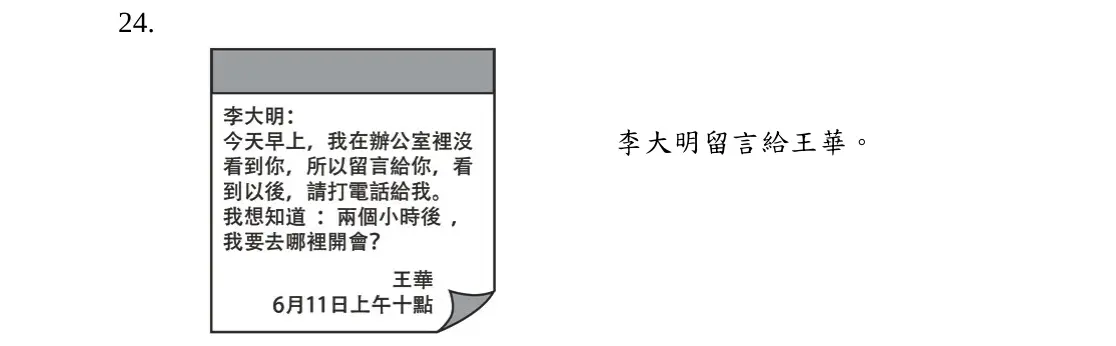 24.
李大明：
今天早上，我在辦公室裡沒
看到你，所以留言給你，看
到以後，請打電話給我。
我想知道 ：兩個小時後 ，
我要去哪裡開會？
王華
6月11日上午十點
李大明留言給王華。